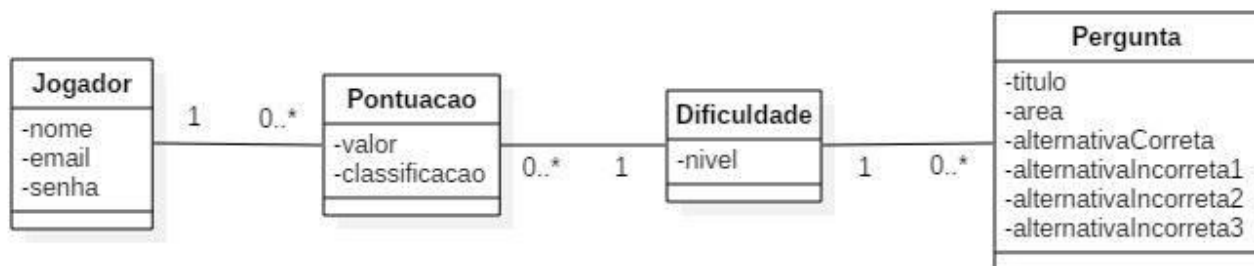 Jogador
-nome
-email
-senha
1
0..*
Pontuacao
-valor
-classificacao
0..*
1
Dificuldade
-nivel
1
0..*
Pergunta
-titulo
-area
-alternativaCorreta
-alternativaIncorreta1
-alternativaIncorreta2
-alternativaIncorreta3